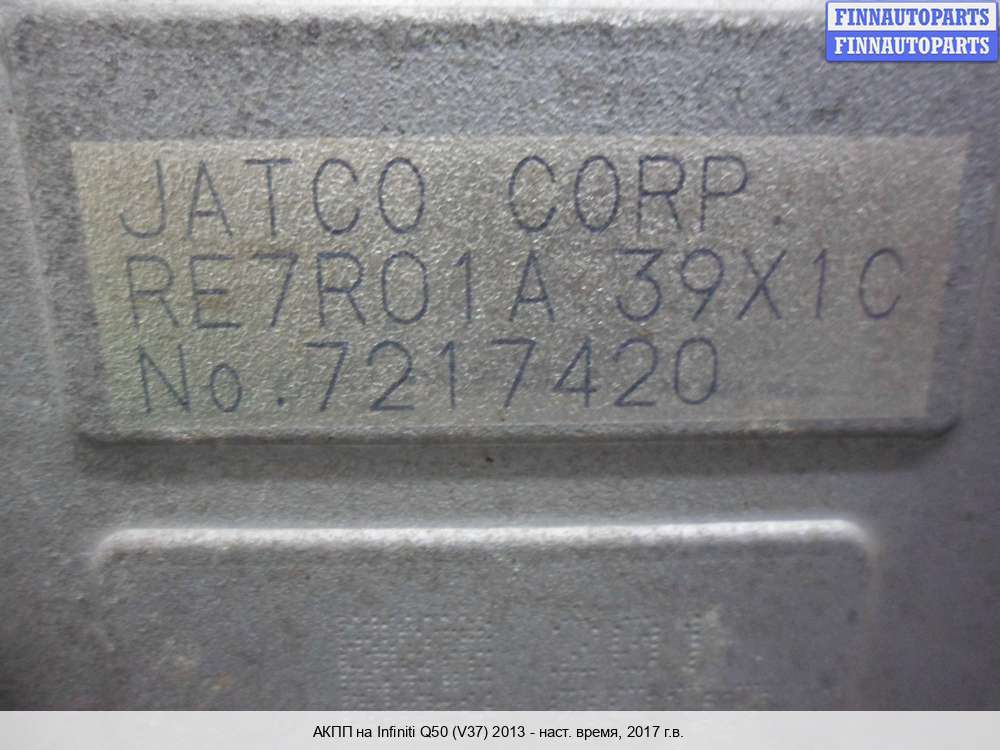 FINNAUTOPARTS
FINNAUTOPARTS
JATCO CORP.
RE7R01A 39X1C
No.7217420
АКПП на Infiniti Q50 (V37) 2013 - наст. время, 2017 г.в.